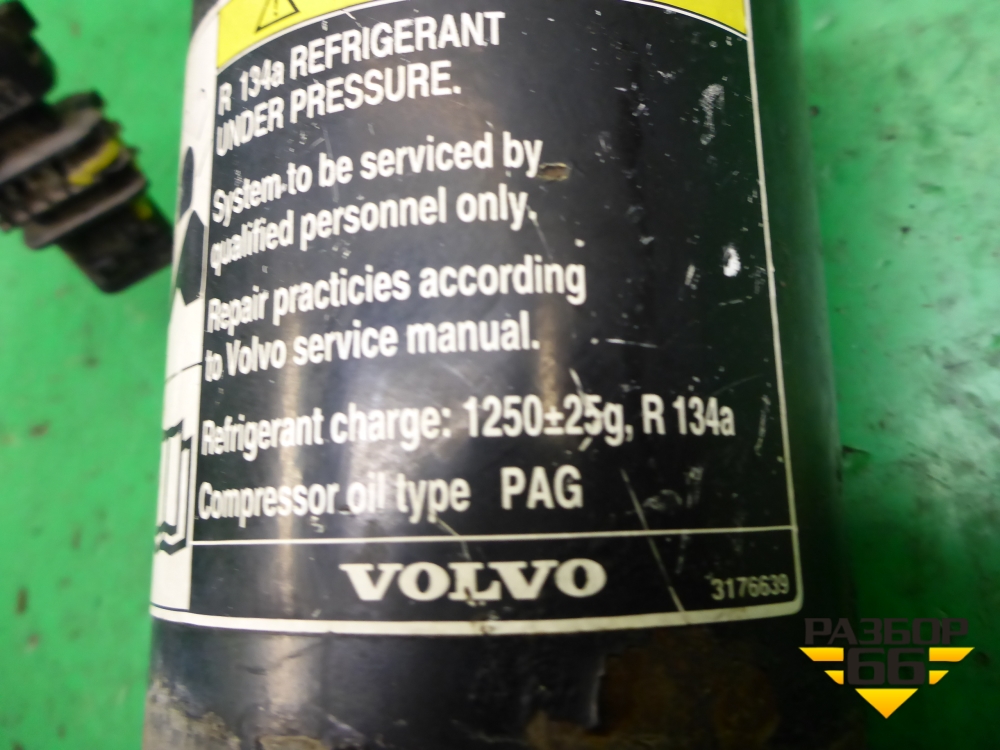 R 134a REFRIGERANT
UNDER PRESSURE.
System to be serviced by
qualified personnel only.
Repair practicies according
to Volvo service manual.
Refrigerant charge: 1250±25g, R 134a
Compressor oil type PAG
VOLVO
3176639
РАЗБОР
66